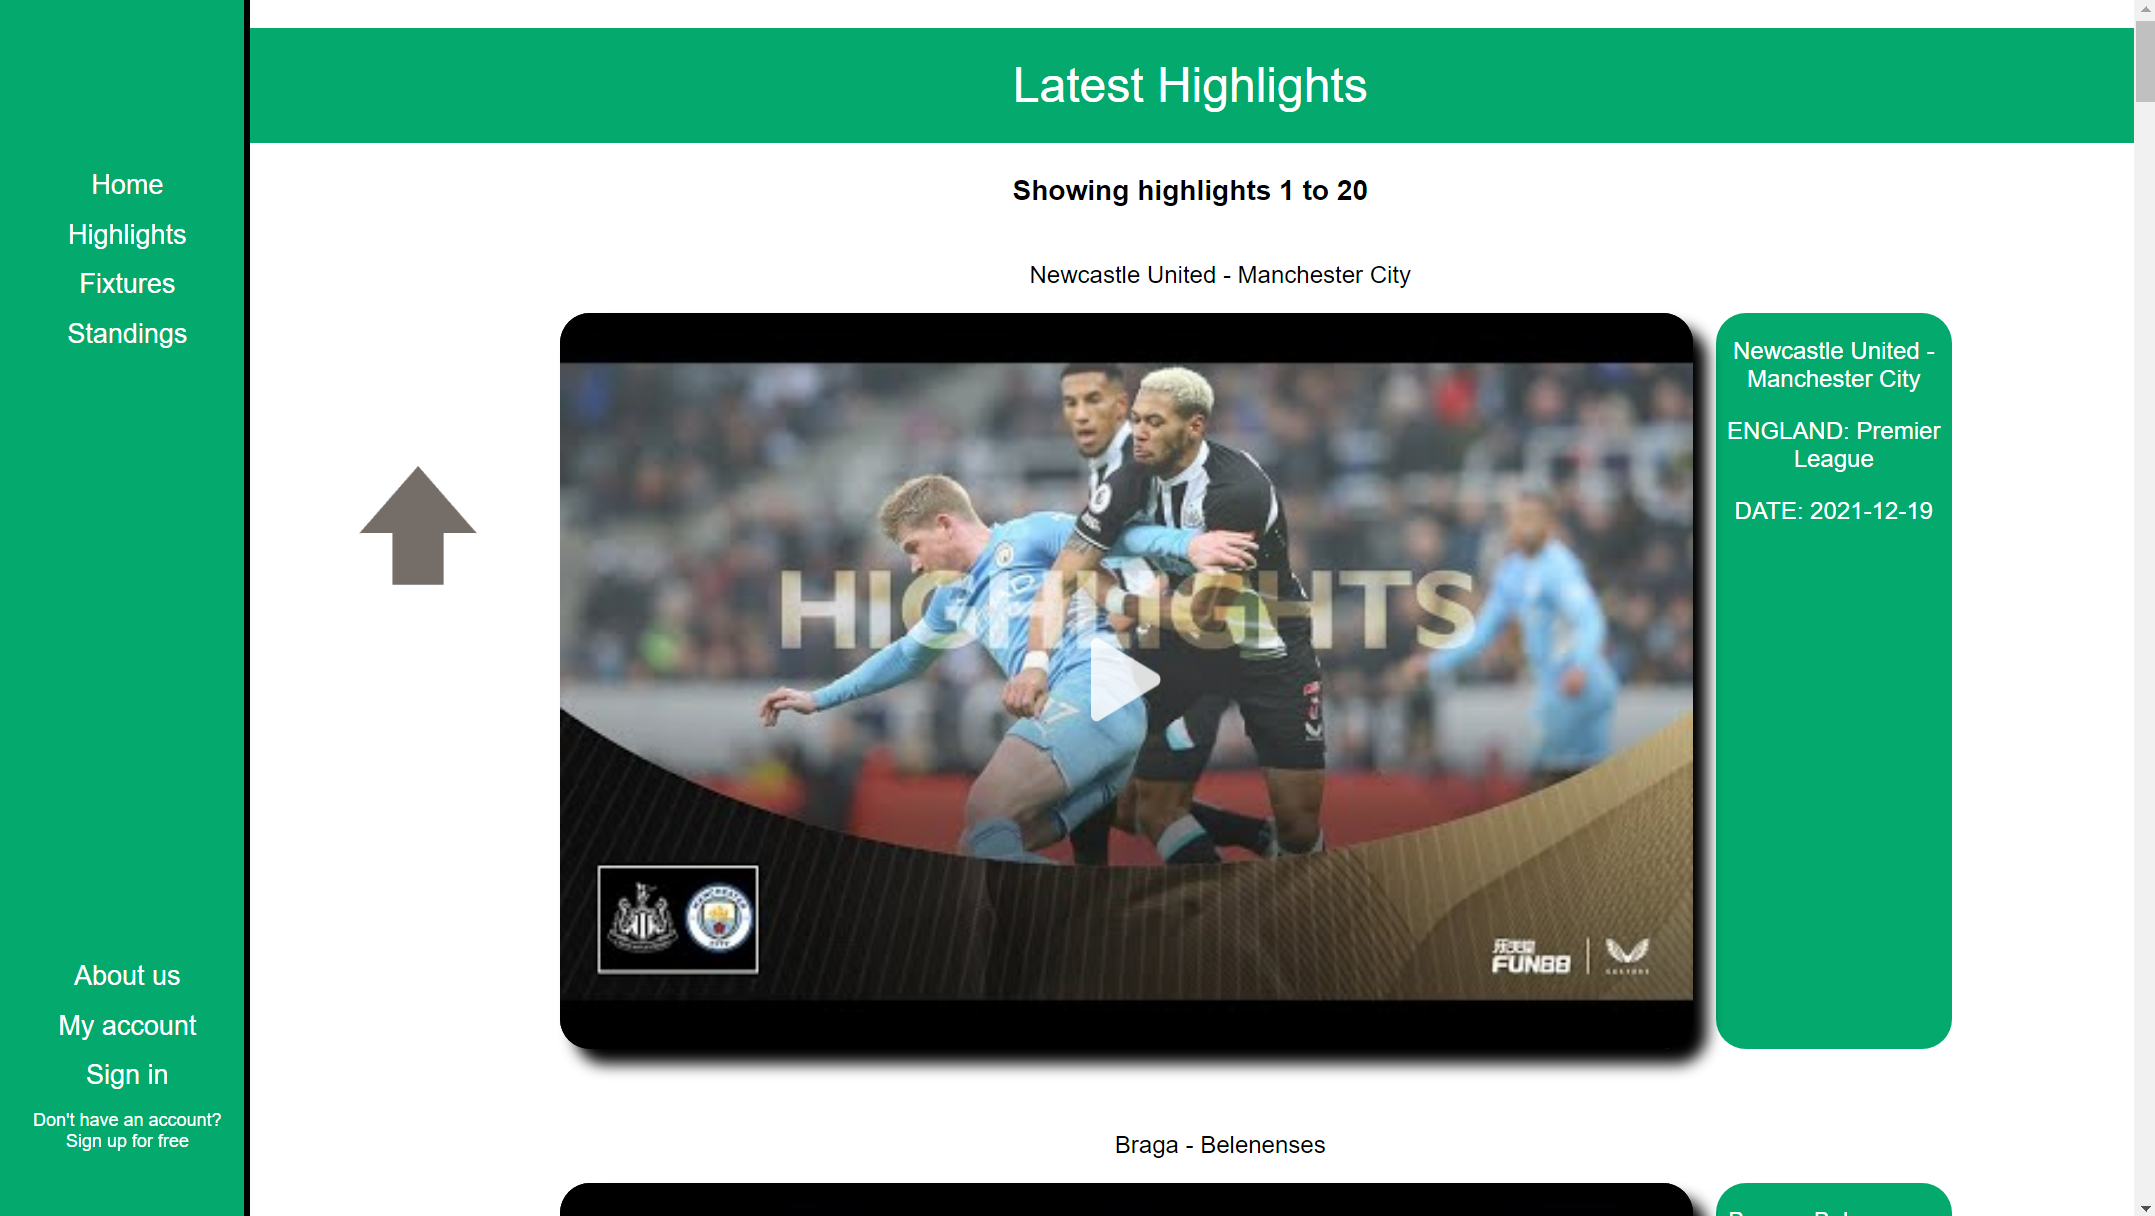 Home
Highlights
Fixtures
Standings
About us
My account
Sign in
Don't have an account?
Sign up for free
Latest Highlights
Showing highlights 1 to 20
Newcastle United - Manchester City
HIGHLIGHTS
FUN88
Newcastle United -
Manchester City
ENGLAND: Premier
League
DATE: 2021-12-19
Braga - Belenenses